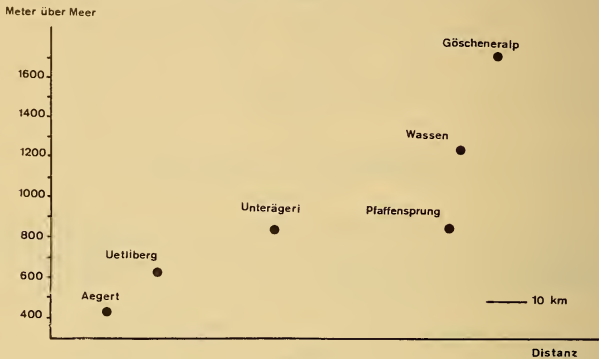 Meter über Meer
Göscheneralp
1600
1400
Wassen
1200
1000
Unterägeri
Pfaffensprung
800
Uetliberg
600
Aegert
10 km
400
Distanz